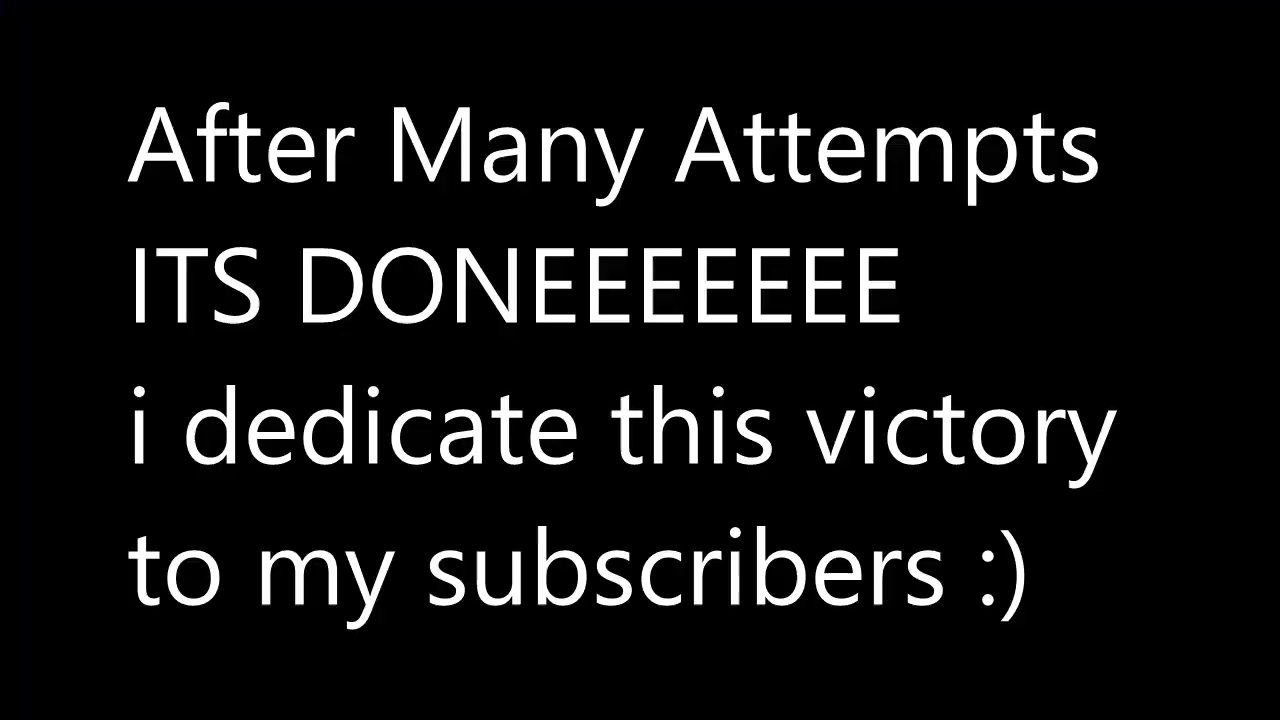 After Many Attempts
ITS DONEEEEEEE
i dedicate this victory
to my subscribers :)